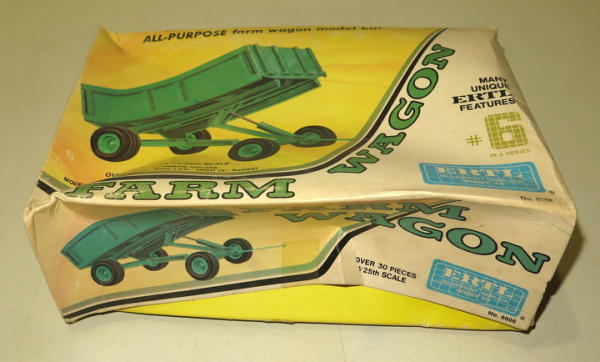 ALL-PURPOSE farm wagon model kit
FARM WAGON
MANY
UNIQUE
ERTL
FEATURES
#6
IN A SERIES
ERTL
No. 8006
FARM
WAGON
OVER 30 PIECES
1/25th SCALE
ERTL
No. 8006